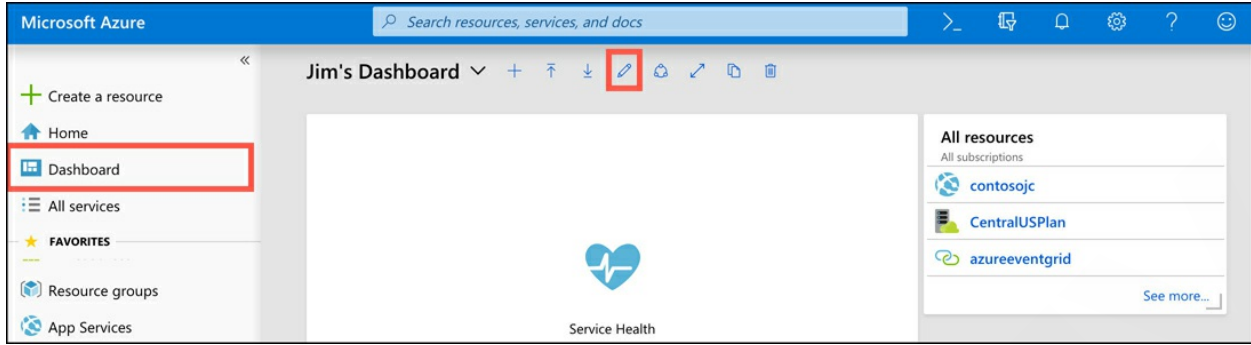 Microsoft Azure
Search resources, services, and docs
Jim's Dashboard
Create a resource
Home
Dashboard
All services
FAVORITES
Resource groups
App Services
Service Health
All resources
All subscriptions
contosojc
CentralUSPlan
azureeventgrid
See more...